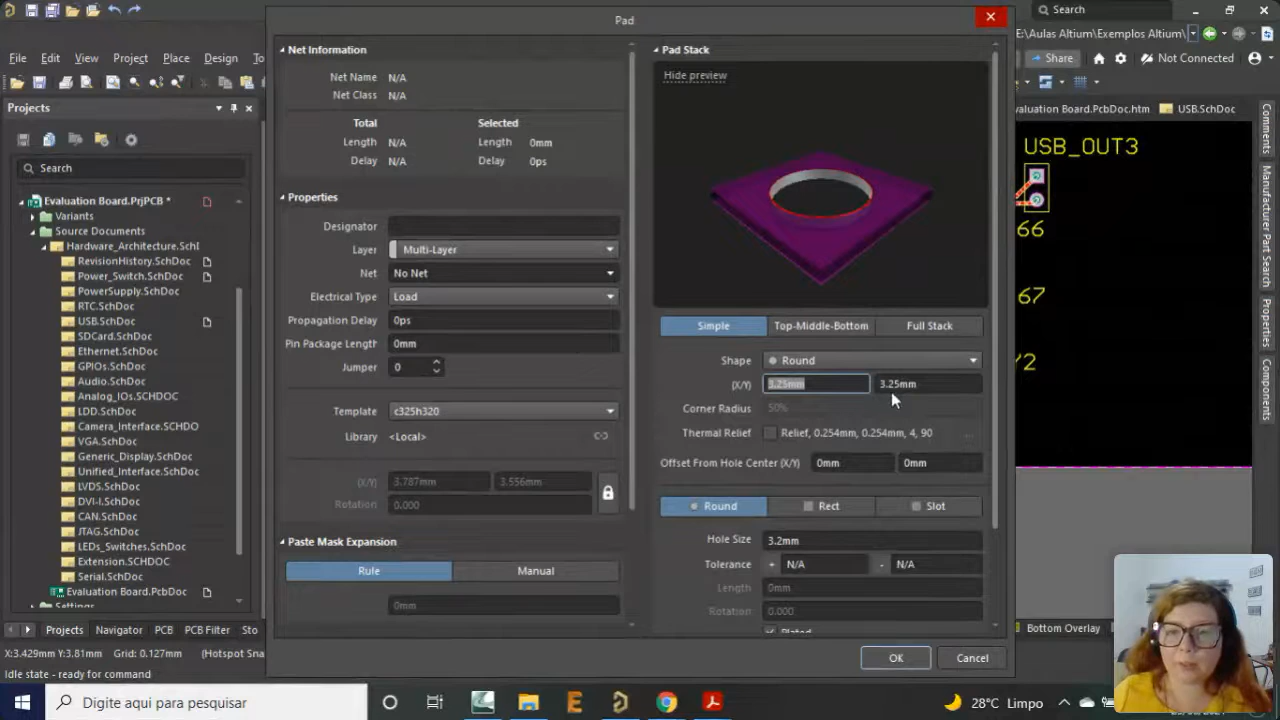 Pad
Search
File Edit View Project Place Design To
E:\Aulas Altium\Exemplos Altium\
Share
Not Connected
Projects
Search
Evaluation Board.PrjPCB *
Variants
Source Documents
Hardware_Architecture.SchI
RevisionHistory.SchDoc
Power_Switch.SchDoc
PowerSupply.SchDoc
RTC.SchDoc
USB.SchDoc
SDCard.SchDoc
Ethernet.SchDoc
GPIOs.SchDoc
Audio.SchDoc
Analog_IOs.SchDoc
LDD.SchDoc
Camera_Interface.SCHDO
VGA.SchDoc
Generic_Display.SchDoc
Unified_Interface.SchDoc
LVDS.SchDoc
DVI-I.SchDoc
CAN.SchDoc
JTAG.SchDoc
LEDs_Switches.SchDoc
Extension.SCHDOC
Serial.SchDoc
Evaluation Board.PcbDoc
Settings
Projects Navigator PCB PCB Filter Sto
X:3.429mm Y:3.81mm Grid: 0.127mm (Hotspot Sna
Idle state - ready for command
Net Information
Net Name N/A
Net Class N/A
Total Selected
Length N/A Length 0mm
Delay N/A Delay 0ps
Properties
Designator
Layer Multi-Layer
Net No Net
Electrical Type Load
Propagation Delay 0ps
Pin Package Length 0mm
Jumper 0
Template c325h320
Library <Local>
(X/Y) 3.787mm 3.556mm
Rotation 0.000
Paste Mask Expansion
Rule Manual
0mm
Pad Stack
Hide preview
Simple Top-Middle-Bottom Full Stack
Shape Round
(X/Y) 3.25mm 3.25mm
Corner Radius 50%
Thermal Relief Relief, 0.254mm, 0.254mm, 4, 90 ...
Offset From Hole Center (X/Y) 0mm 0mm
Round Rect Slot
Hole Size 3.2mm
Tolerance + N/A - N/A
Length 0mm
Rotation 0.000
Plated
OK Cancel
valuation Board.PcbDoc.htm USB.SchDoc
USB_OUT3
66
67
Y2
Bottom Overlay
Comments
Manufacturer Part Search
Properties
Components
Digite aqui para pesquisar
28°C Limpo